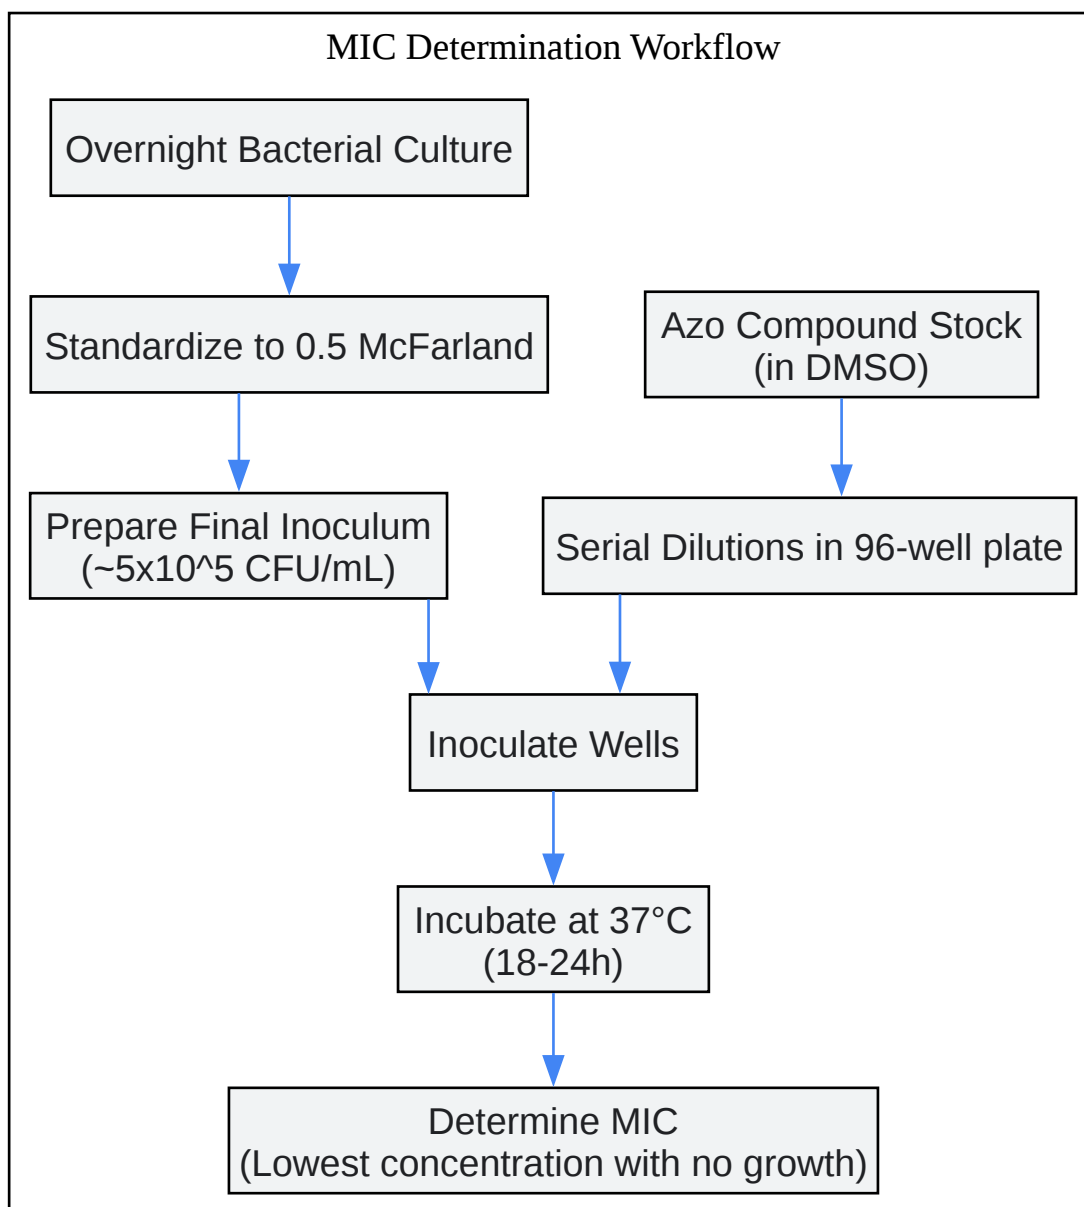 MIC Determination Workflow
Overnight Bacterial Culture
Standardize to 0.5 McFarland
Azo Compound Stock
(in DMSO)
Prepare Final Inoculum
(~5x10^5 CFU/mL)
Serial Dilutions in 96-well plate
Inoculate Wells
Incubate at 37°C
(18-24h)
Determine MIC
(Lowest concentration with no growth)